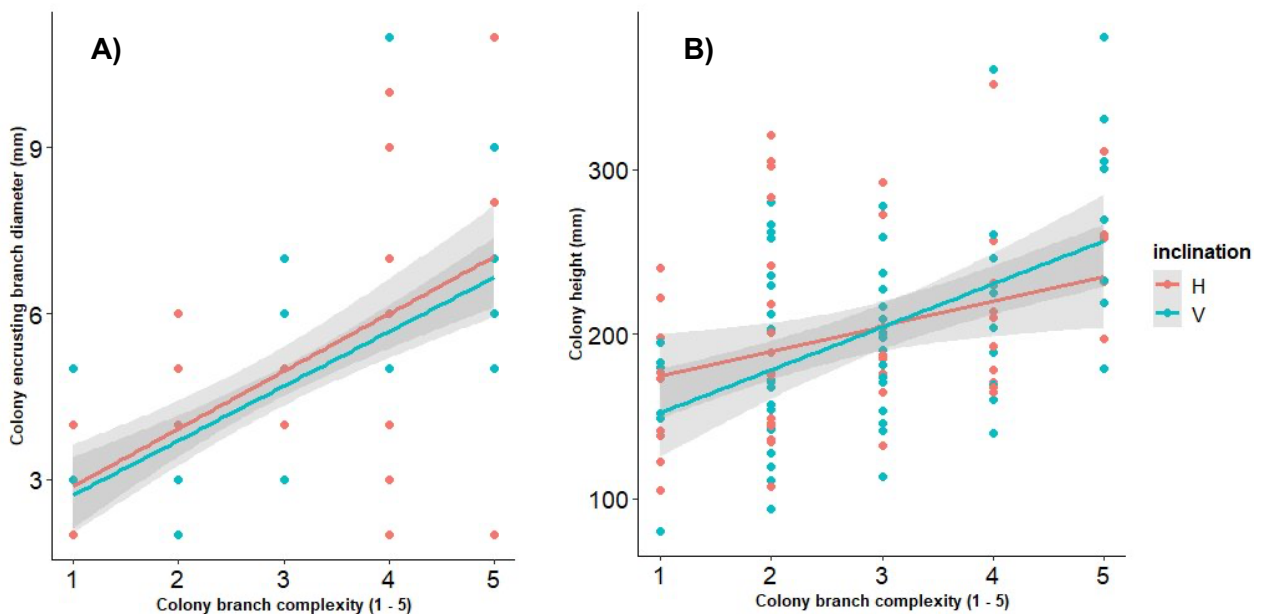 A)
Colony encrusting branch diameter (mm)
9
6
3
1 2 3 4 5
Colony branch complexity (1 - 5)
B)
Colony height (mm)
300
200
100
1 2 3 4 5
Colony branch complexity (1 - 5)
inclination
H
V